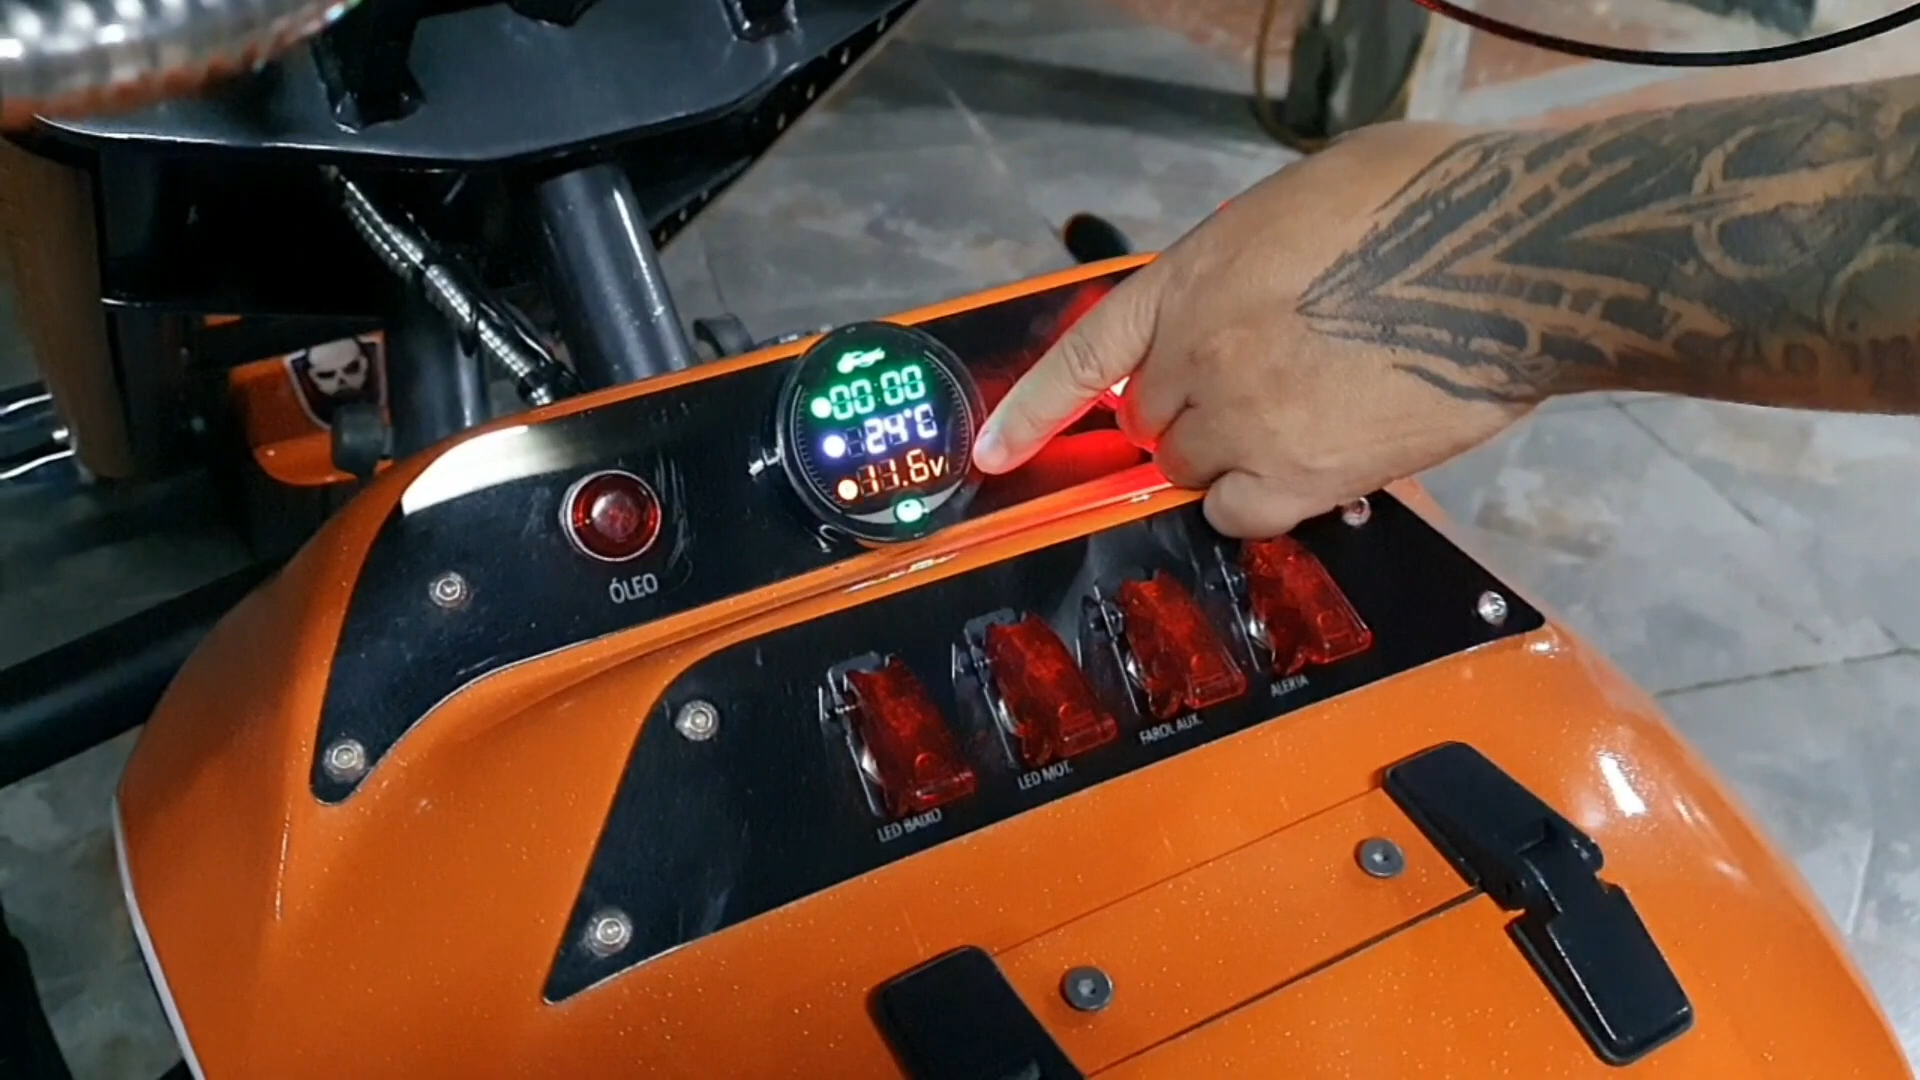 00:00
24°C
11.6v
ÓLEO
LED BAIXO
LED MOT.
FAROL AUX.
ALERTA